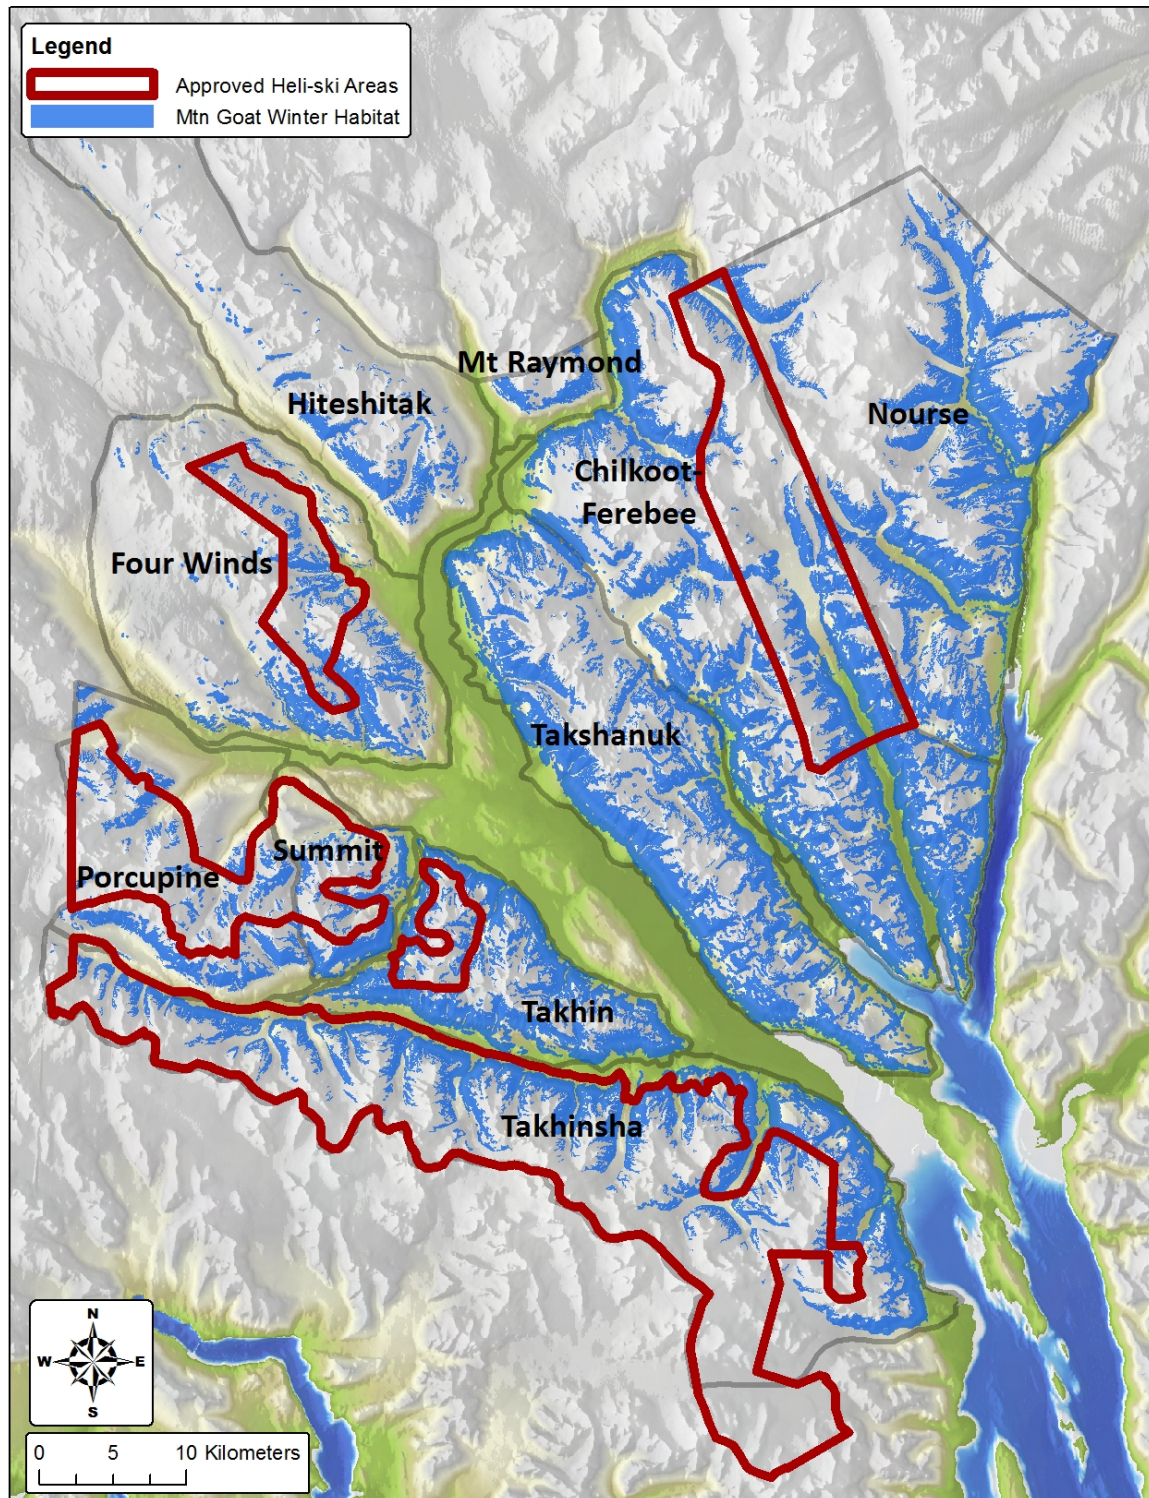 Legend
Approved Heli-ski Areas
Mtn Goat Winter Habitat
Mt Raymond
Hiteshitak
Nourse
Chilkoot-
Ferebee
Four Winds
Takshanuk
Summit
Porcupine
Takhin
Takhinsha
N
W E
S
0 5 10 Kilometers